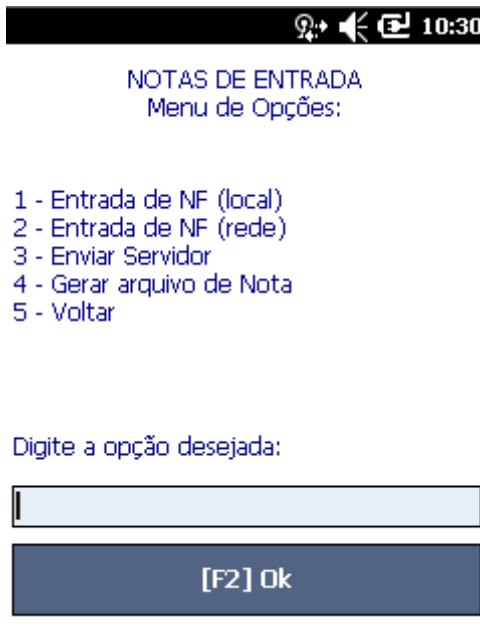 10:30
NOTAS DE ENTRADA
Menu de Opções:
1 - Entrada de NF (local)
2 - Entrada de NF (rede)
3 - Enviar Servidor
4 - Gerar arquivo de Nota
5 - Voltar
Digite a opção desejada:
[F2] Ok